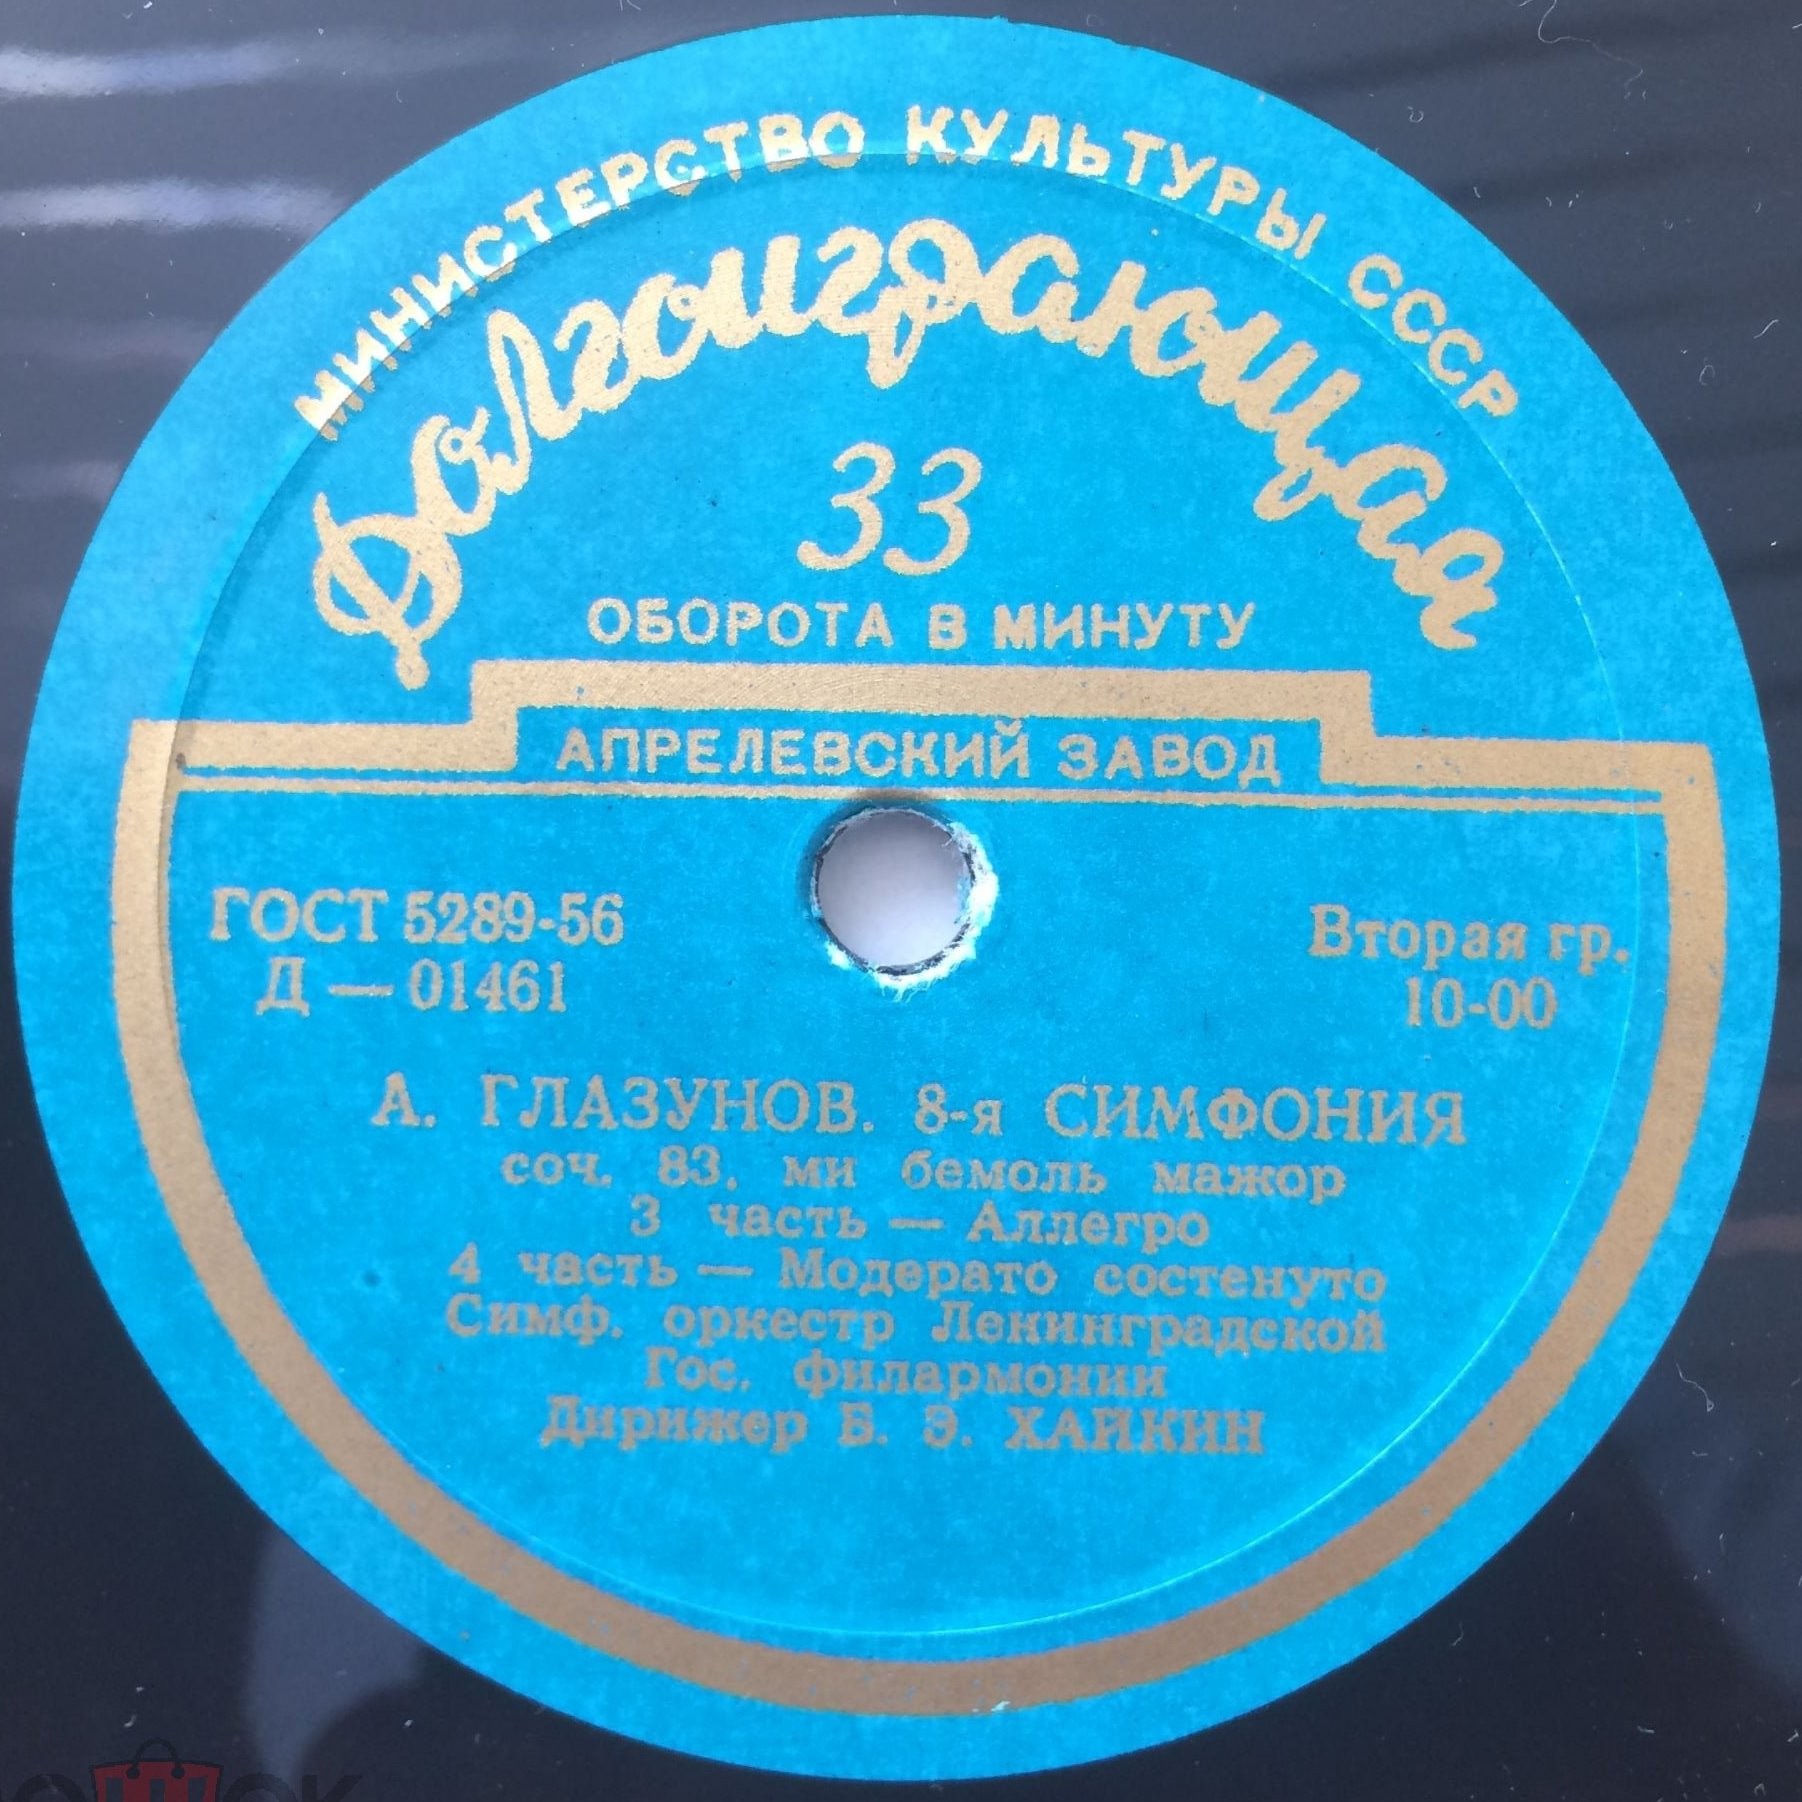 МИНИСТЕРСТВО КУЛЬТУРЫ СССР
Долгоиграющая
33
ОБОРОТА В МИНУТУ
АПРЕЛЕВСКИЙ ЗАВОД
ГОСТ 5289-56
Д — 01461
Вторая гр.
10-00
А. ГЛАЗУНОВ. 8-я СИМФОНИЯ
соч. 83, ми бемоль мажор
3 часть — Аллегро
4 часть — Модерато состенуто
Симф. оркестр Ленинградской
Гос. филармонии
Дирижер Б. Э. ХАЙКИН